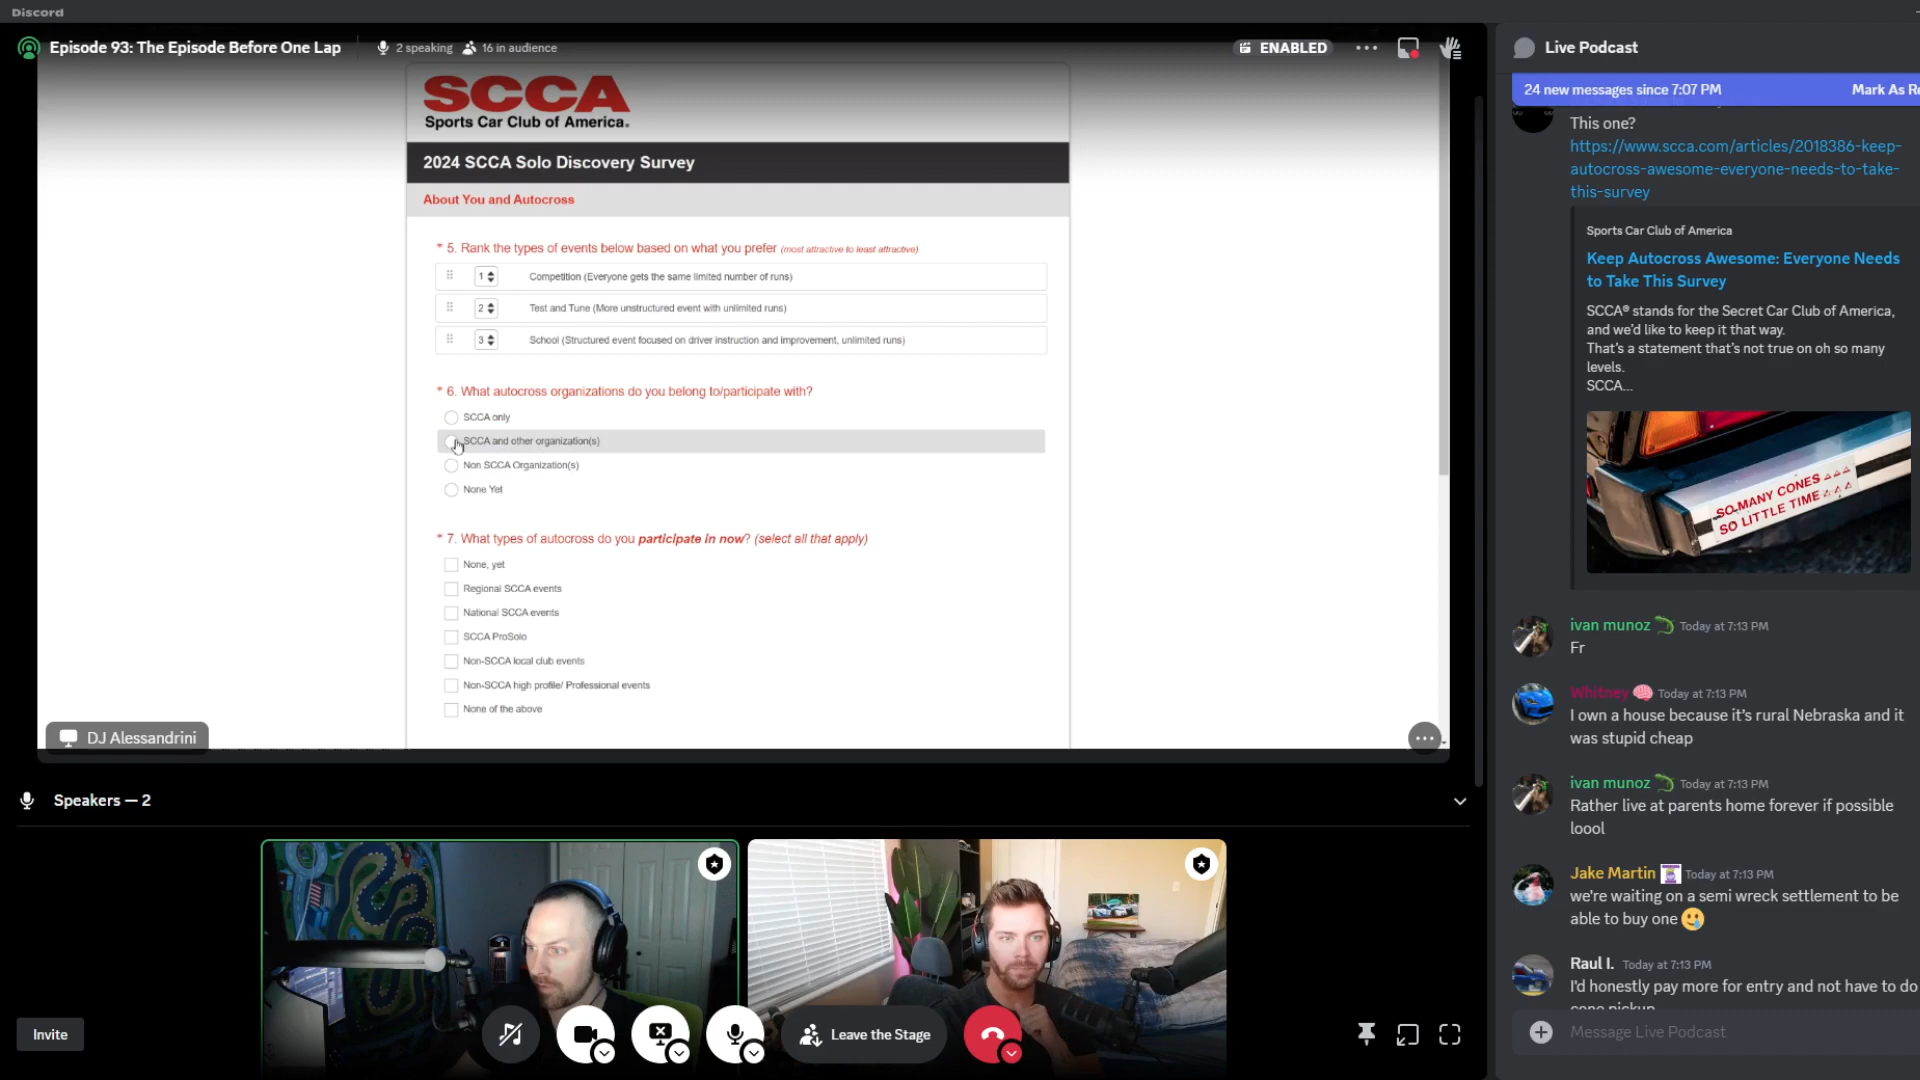 Discord
Episode 93: The Episode Before One Lap
2 speaking
16 in audience
ENABLED
SCCA
Sports Car Club of America.
2024 SCCA Solo Discovery Survey
About You and Autocross
* 5. Rank the types of events below based on what you prefer (most attractive to least attractive)
1 Competition (Everyone gets the same limited number of runs)
2 Test and Tune (More unstructured event with unlimited runs)
3 School (Structured event focused on driver instruction and improvement, unlimited runs)
* 6. What autocross organizations do you belong to/participate with?
SCCA only
SCCA and other organization(s)
Non SCCA Organization(s)
None Yet
* 7. What types of autocross do you participate in now? (select all that apply)
None, yet
Regional SCCA events
National SCCA events
SCCA ProSolo
Non-SCCA local club events
Non-SCCA high profile/ Professional events
None of the above
DJ Alessandrini
Speakers — 2
Invite
Leave the Stage
Live Podcast
24 new messages since 7:07 PM
Mark As Re
This one?
https://www.scca.com/articles/2018386-keep-
autocross-awesome-everyone-needs-to-take-
this-survey
Sports Car Club of America
Keep Autocross Awesome: Everyone Needs
to Take This Survey
SCCA® stands for the Secret Car Club of America,
and we'd like to keep it that way.
That's a statement that's not true on oh so many
levels.
SCCA...
SO MANY CONES
SO LITTLE TIME
ivan munoz Today at 7:13 PM
Fr
Whitney Today at 7:13 PM
I own a house because it's rural Nebraska and it
was stupid cheap
ivan munoz Today at 7:13 PM
Rather live at parents home forever if possible
loool
Jake Martin Today at 7:13 PM
we're waiting on a semi wreck settlement to be
able to buy one
Raul I. Today at 7:13 PM
I'd honestly pay more for entry and not have to do
cone pickup
Message Live Podcast